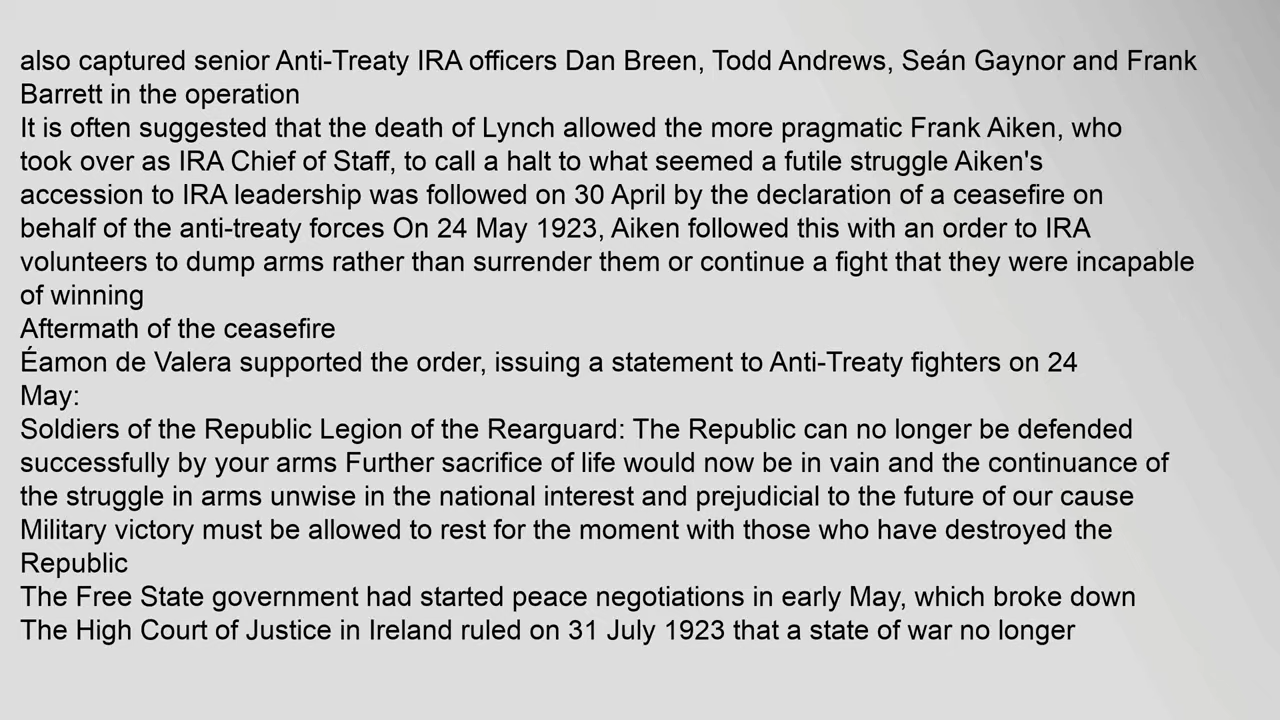 also captured senior Anti-Treaty IRA officers Dan Breen, Todd Andrews, Seán Gaynor and Frank
Barrett in the operation
It is often suggested that the death of Lynch allowed the more pragmatic Frank Aiken, who
took over as IRA Chief of Staff, to call a halt to what seemed a futile struggle Aiken's
accession to IRA leadership was followed on 30 April by the declaration of a ceasefire on
behalf of the anti-treaty forces On 24 May 1923, Aiken followed this with an order to IRA
volunteers to dump arms rather than surrender them or continue a fight that they were incapable
of winning
Aftermath of the ceasefire
Éamon de Valera supported the order, issuing a statement to Anti-Treaty fighters on 24
May:
Soldiers of the Republic Legion of the Rearguard: The Republic can no longer be defended
successfully by your arms Further sacrifice of life would now be in vain and the continuance of
the struggle in arms unwise in the national interest and prejudicial to the future of our cause
Military victory must be allowed to rest for the moment with those who have destroyed the
Republic
The Free State government had started peace negotiations in early May, which broke down
The High Court of Justice in Ireland ruled on 31 July 1923 that a state of war no longer